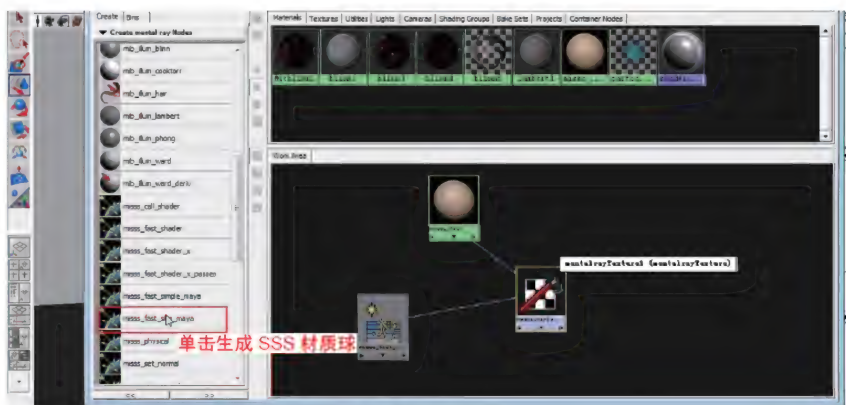 Create
Bins
Create mental ray Nodes
mib_illum_blinn
mib_illum_cooktorr
mib_illum_hair
mib_illum_lambert
mib_illum_phong
mib_illum_ward
mib_illum_ward_deriv
misss_call_shader
misss_fast_shader
misss_fast_shader_x
misss_fast_shader_x_passes
misss_fast_simple_maya
misss_physical
misss_set_normal
<< >>
Materials Textures Utilities Lights Cameras Shading Groups Bake Sets Projects Container Nodes
Work Area
mentalrayTexture1 (mentalrayTexture)
单击生成 SSS 材质球